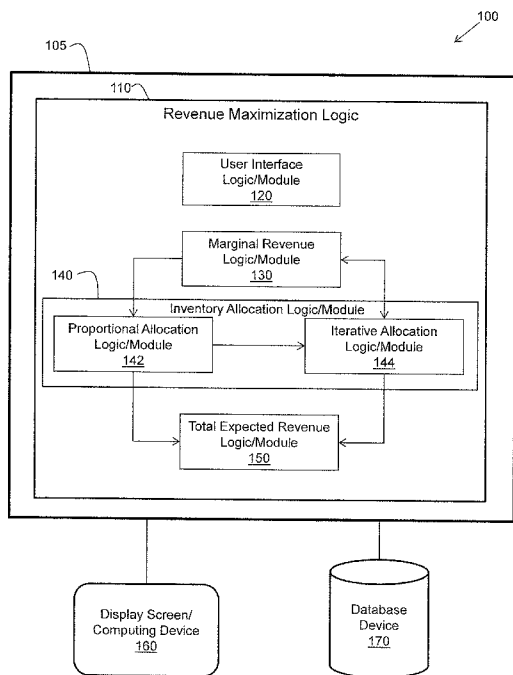 100
105
110
Revenue Maximization Logic
User Interface
Logic/Module
120
Marginal Revenue
Logic/Module
130
140
Inventory Allocation Logic/Module
Proportional Allocation
Logic/Module
142
Iterative Allocation
Logic/Module
144
Total Expected Revenue
Logic/Module
150
Display Screen/
Computing Device
160
Database
Device
170